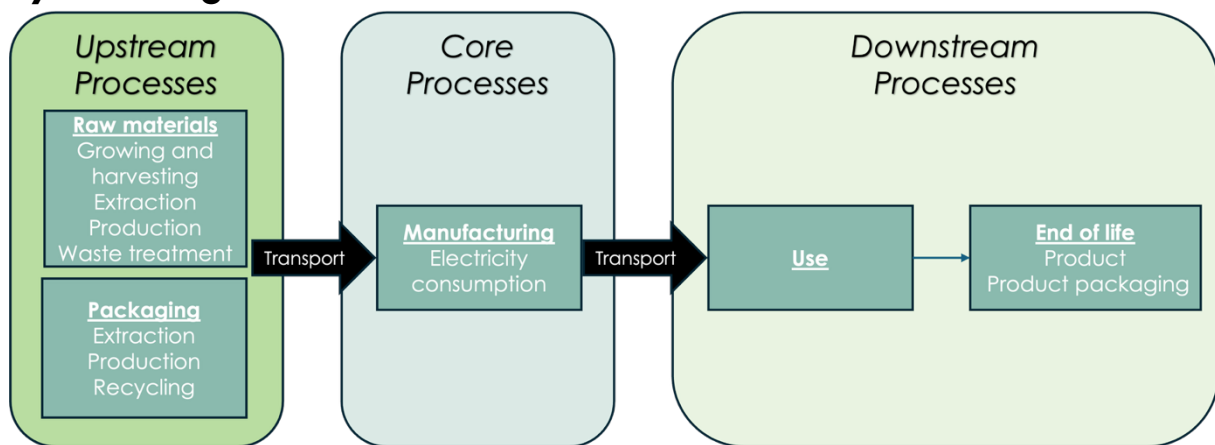 Upstream
Processes
Raw materials
Growing and
harvesting
Extraction
Production
Waste treatment
Packaging
Extraction
Production
Recycling
Transport
Core
Processes
Manufacturing
Electricity
consumption
Transport
Downstream
Processes
Use
End of life
Product
Product packaging